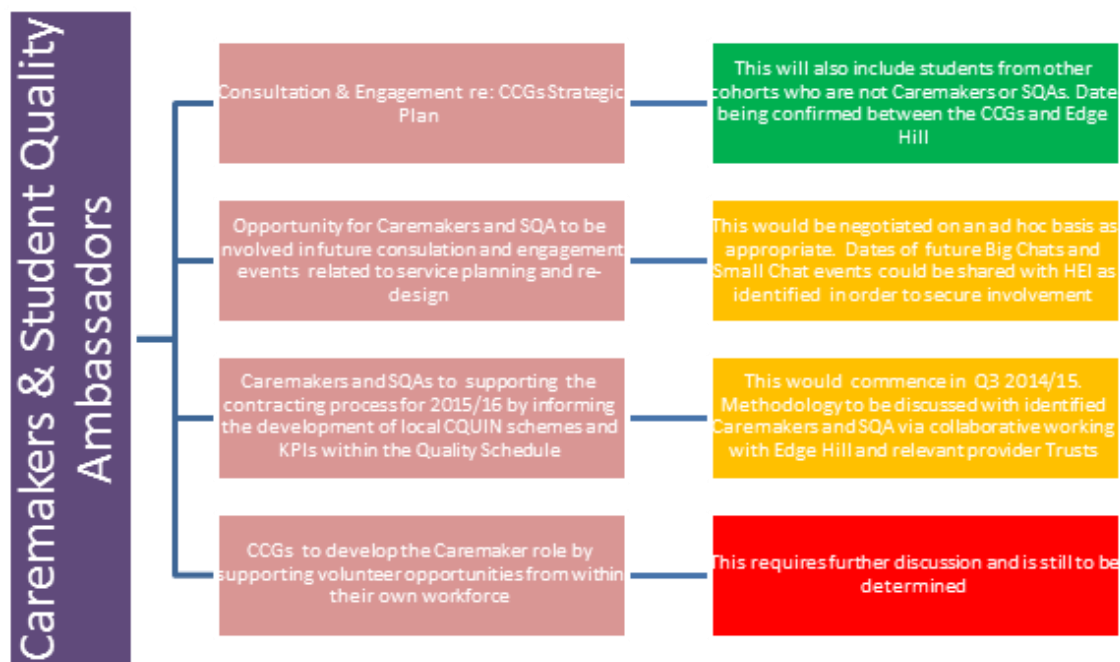 Caremakers & Student Quality
Ambassadors
Consultation & Engagement re: CCGs Strategic
Plan
This will also include students from other
cohorts who are not Caremakers or SQAs. Date
being confirmed between the CCGs and Edge
Hill
Opportunity for Caremakers and SQA to be
involved in future consulation and engagement
events related to service planning and re-
design
This would be negotiated on an ad hoc basis as
appropriate. Dates of future Big Chats and
Small Chat events could be shared with HEI as
identified in order to secure involvement
Caremakers and SQAs to supporting the
contracting process for 2015/16 by informing
the development of local CQUIN schemes and
KPIs within the Quality Schedule
This would commence in Q3 2014/15.
Methodology to be discussed with identified
Caremakers and SQA via collaborative working
with Edge Hill and relevant provider Trusts
CCGs to develop the Caremaker role by
supporting volunteer opportunities from within
their own workforce
This requires further discussion and is still to be
determined